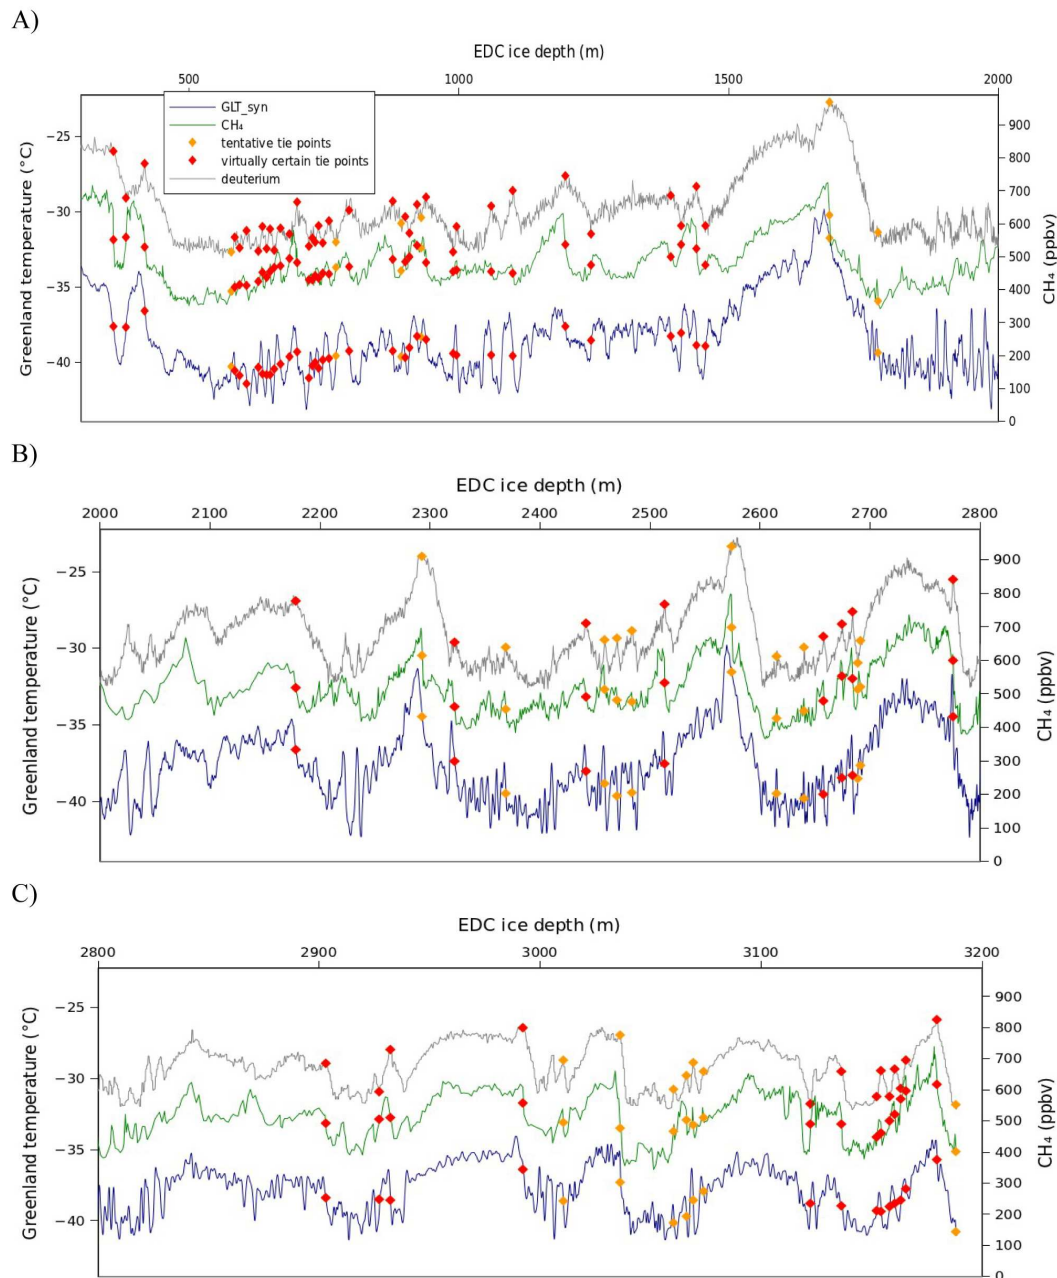 A)
EDC ice depth (m)
500 1000 1500 2000
GLT_syn
CH₄
tentative tie points
virtually certain tie points
deuterium
Greenland temperature (°C)
−25
−30
−35
−40
900
800
700
600
500
400
300
200
100
0
CH₄ (ppbv)
B)
EDC ice depth (m)
2000 2100 2200 2300 2400 2500 2600 2700 2800
Greenland temperature (°C)
−25
−30
−35
−40
900
800
700
600
500
400
300
200
100
0
CH₄ (ppbv)
C)
EDC ice depth (m)
2800 2900 3000 3100 3200
Greenland temperature (°C)
−25
−30
−35
−40
900
800
700
600
500
400
300
200
100
0
CH₄ (ppbv)